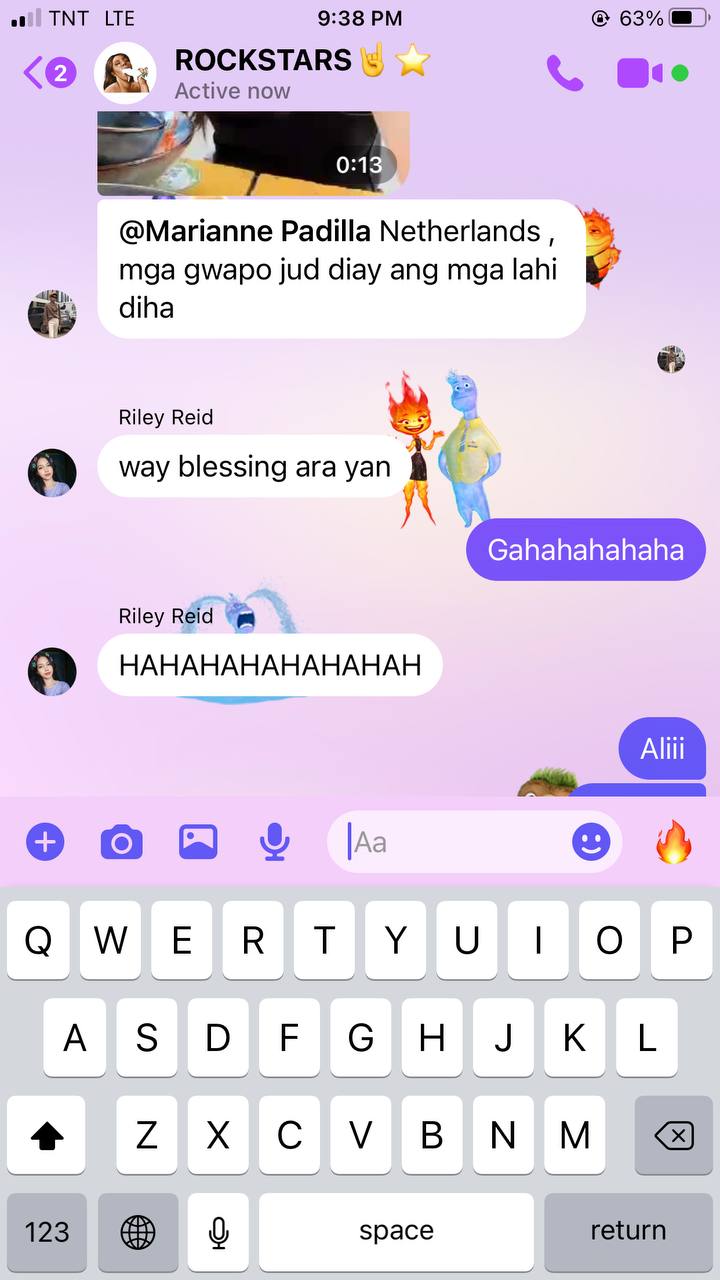 TNT LTE 9:38 PM 63%
2 ROCKSTARS🤘⭐
Active now
0:13
@Marianne Padilla Netherlands ,
mga gwapo jud diay ang mga lahi
diha
Riley Reid
way blessing ara yan
Gahahahahaha
Riley Reid
HAHAHAHAHAHAHAH
Aliii
Aa
Q W E R T Y U I O P
A S D F G H J K L
Z X C V B N M
123 space return